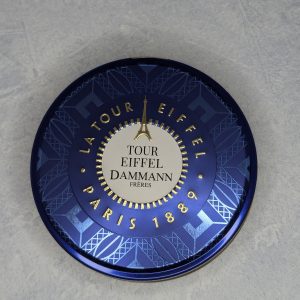 · LA TOUR EIFFEL ·
PARIS 1889
TOUR
EIFFEL
DAMMANN
FRÈRES